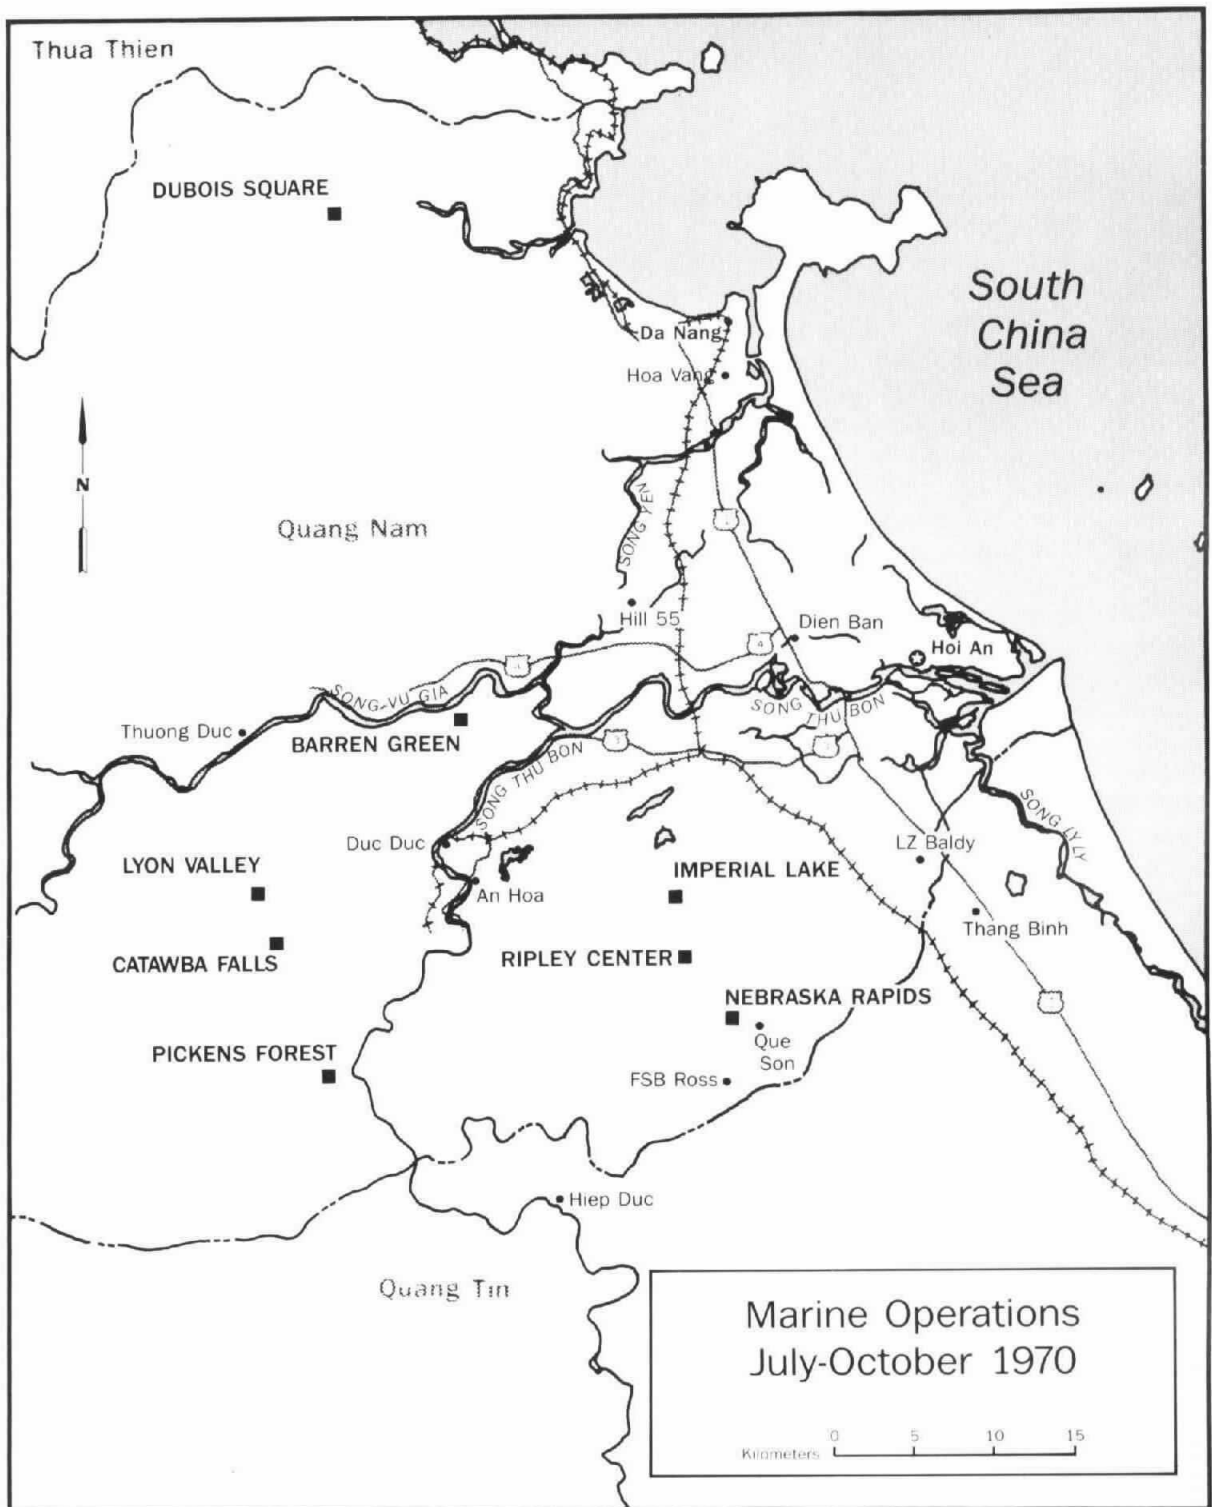 Thua Thien
DUBOIS SQUARE
South
China
Sea
Da Nang
Hoa Vang
N
Quang Nam
SONG YEN
Hill 55
Dien Ban
4
Hoi An
SONG VU GIA
SONG
THU BON
Thuong Duc
BARREN GREEN
SONG THU BON
SONG LY LY
Duc Duc
LZ Baldy
LYON VALLEY
IMPERIAL LAKE
An Hoa
Thang Binh
CATAWBA FALLS
RIPLEY CENTER
NEBRASKA RAPIDS
Que
Son
PICKENS FOREST
FSB Ross
Hiep Duc
Quang Tin
Marine Operations
July-October 1970
0 5 10 15
Kilometers